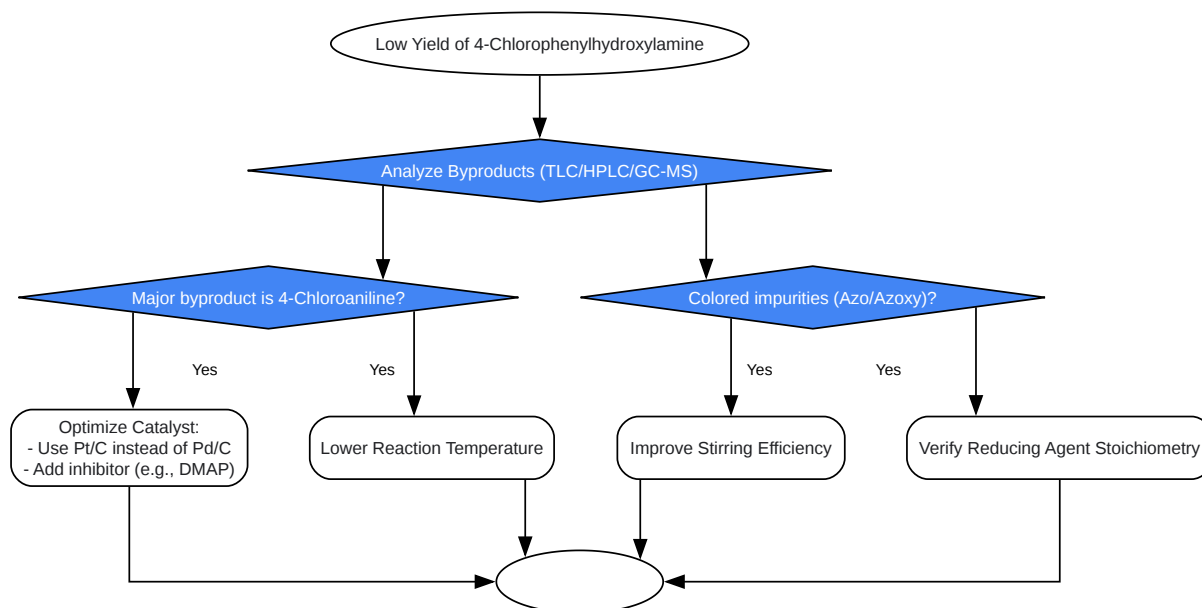 Low Yield of 4-Chlorophenylhydroxylamine
Analyze Byproducts (TLC/HPLC/GC-MS)
Major byproduct is 4-Chloroaniline?
Colored impurities (Azo/Azoxy)?
Yes
Yes
Yes
Yes
Optimize Catalyst:
- Use Pt/C instead of Pd/C
- Add inhibitor (e.g., DMAP)
Lower Reaction Temperature
Improve Stirring Efficiency
Verify Reducing Agent Stoichiometry